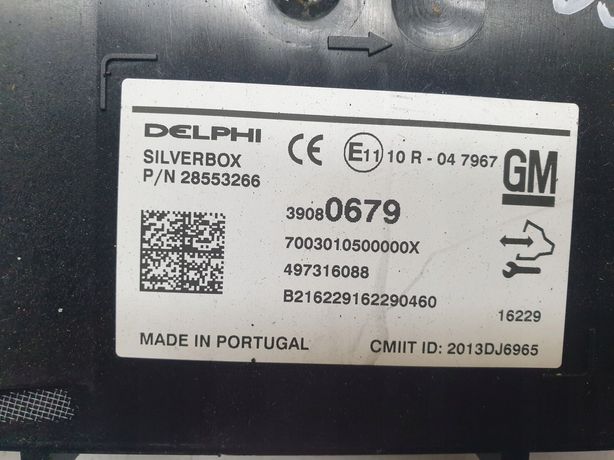 DELPHI
SILVERBOX
P/N 28553266
CE
E11 10 R - 04 7967
GM
39080679
7003010500000X
497316088
B216229162290460
16229
MADE IN PORTUGAL
CMIIT ID: 2013DJ6965